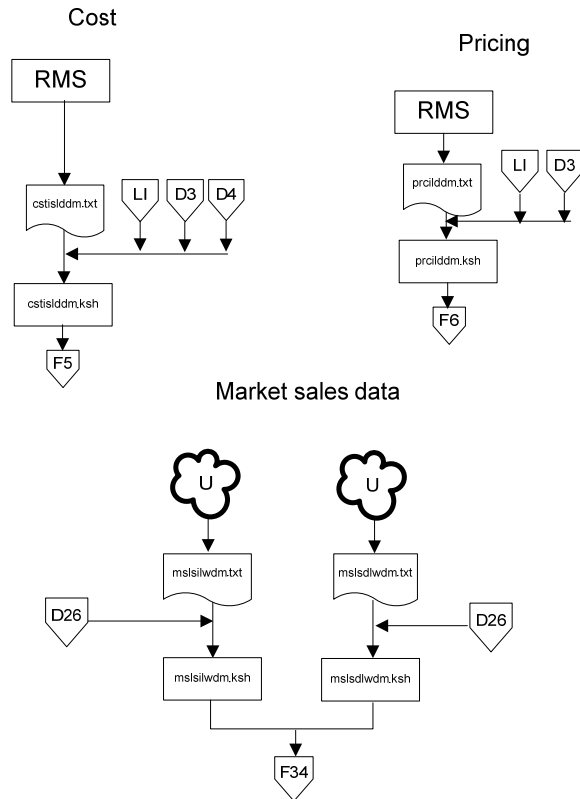 Cost
Pricing
RMS
RMS
cstislddm.txt
LI
D3
D4
prcilddm.txt
LI
D3
cstislddm.ksh
prcilddm.ksh
F5
F6
Market sales data
U
U
mslsilwdm.txt
mslsdlwdm.txt
D26
D26
mslsilwdm.ksh
mslsdlwdm.ksh
F34